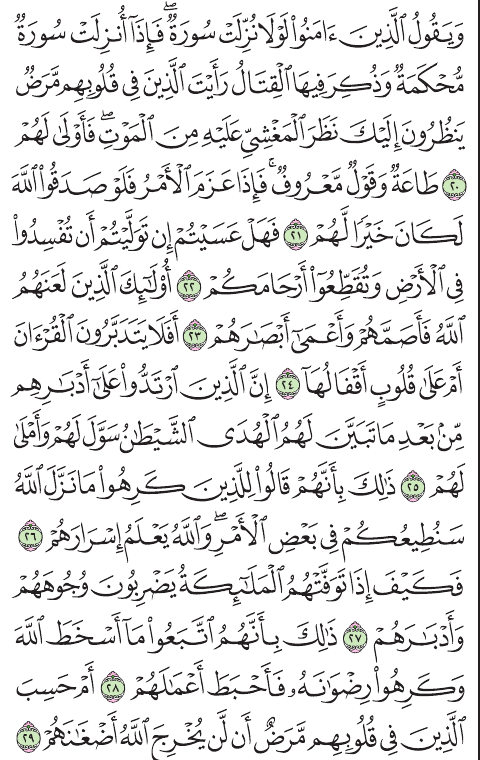 وَيَقُولُ ٱلَّذِينَ ءَامَنُوا۟ لَوْلَا نُزِّلَتْ سُورَةٌۖ فَإِذَآ أُنزِلَتْ سُورَةٌ
مُّحْكَمَةٌ وَذُكِرَ فِيهَا ٱلْقِتَالُ رَأَيْتَ ٱلَّذِينَ فِى قُلُوبِهِم مَّرَضٌ
يَنظُرُونَ إِلَيْكَ نَظَرَ ٱلْمَغْشِىِّ عَلَيْهِ مِنَ ٱلْمَوْتِۖ فَأَوْلَىٰ لَهُمْ
٢٠ طَاعَةٌ وَقَوْلٌ مَّعْرُوفٌۚ فَإِذَا عَزَمَ ٱلْأَمْرُ فَلَوْ صَدَقُوا۟ ٱللَّهَ
لَكَانَ خَيْرًا لَّهُمْ ٢١ فَهَلْ عَسَيْتُمْ إِن تَوَلَّيْتُمْ أَن تُفْسِدُوا۟
فِى ٱلْأَرْضِ وَتُقَطِّعُوٓا۟ أَرْحَامَكُمْ ٢٢ أُو۟لَٰٓئِكَ ٱلَّذِينَ لَعَنَهُمُ
ٱللَّهُ فَأَصَمَّهُمْ وَأَعْمَىٰٓ أَبْصَٰرَهُمْ ٢٣ أَفَلَا يَتَدَبَّرُونَ ٱلْقُرْءَانَ
أَمْ عَلَىٰ قُلُوبٍ أَقْفَالُهَآ ٢٤ إِنَّ ٱلَّذِينَ ٱرْتَدُّوا۟ عَلَىٰٓ أَدْبَٰرِهِم
مِّنۢ بَعْدِ مَا تَبَيَّنَ لَهُمُ ٱلْهُدَى ٱلشَّيْطَٰنُ سَوَّلَ لَهُمْ وَأَمْلَىٰ
لَهُمْ ٢٥ ذَٰلِكَ بِأَنَّهُمْ قَالُوا۟ لِلَّذِينَ كَرِهُوا۟ مَا نَزَّلَ ٱللَّهُ
سَنُطِيعُكُمْ فِى بَعْضِ ٱلْأَمْرِۖ وَٱللَّهُ يَعْلَمُ إِسْرَارَهُمْ ٢٦
فَكَيْفَ إِذَا تَوَفَّتْهُمُ ٱلْمَلَٰٓئِكَةُ يَضْرِبُونَ وُجُوهَهُمْ
وَأَدْبَٰرَهُمْ ٢٧ ذَٰلِكَ بِأَنَّهُمُ ٱتَّبَعُوا۟ مَآ أَسْخَطَ ٱللَّهَ
وَكَرِهُوا۟ رِضْوَٰنَهُۥ فَأَحْبَطَ أَعْمَٰلَهُمْ ٢٨ أَمْ حَسِبَ
ٱلَّذِينَ فِى قُلُوبِهِم مَّرَضٌ أَن لَّن يُخْرِجَ ٱللَّهُ أَضْغَٰنَهُمْ ٢٩